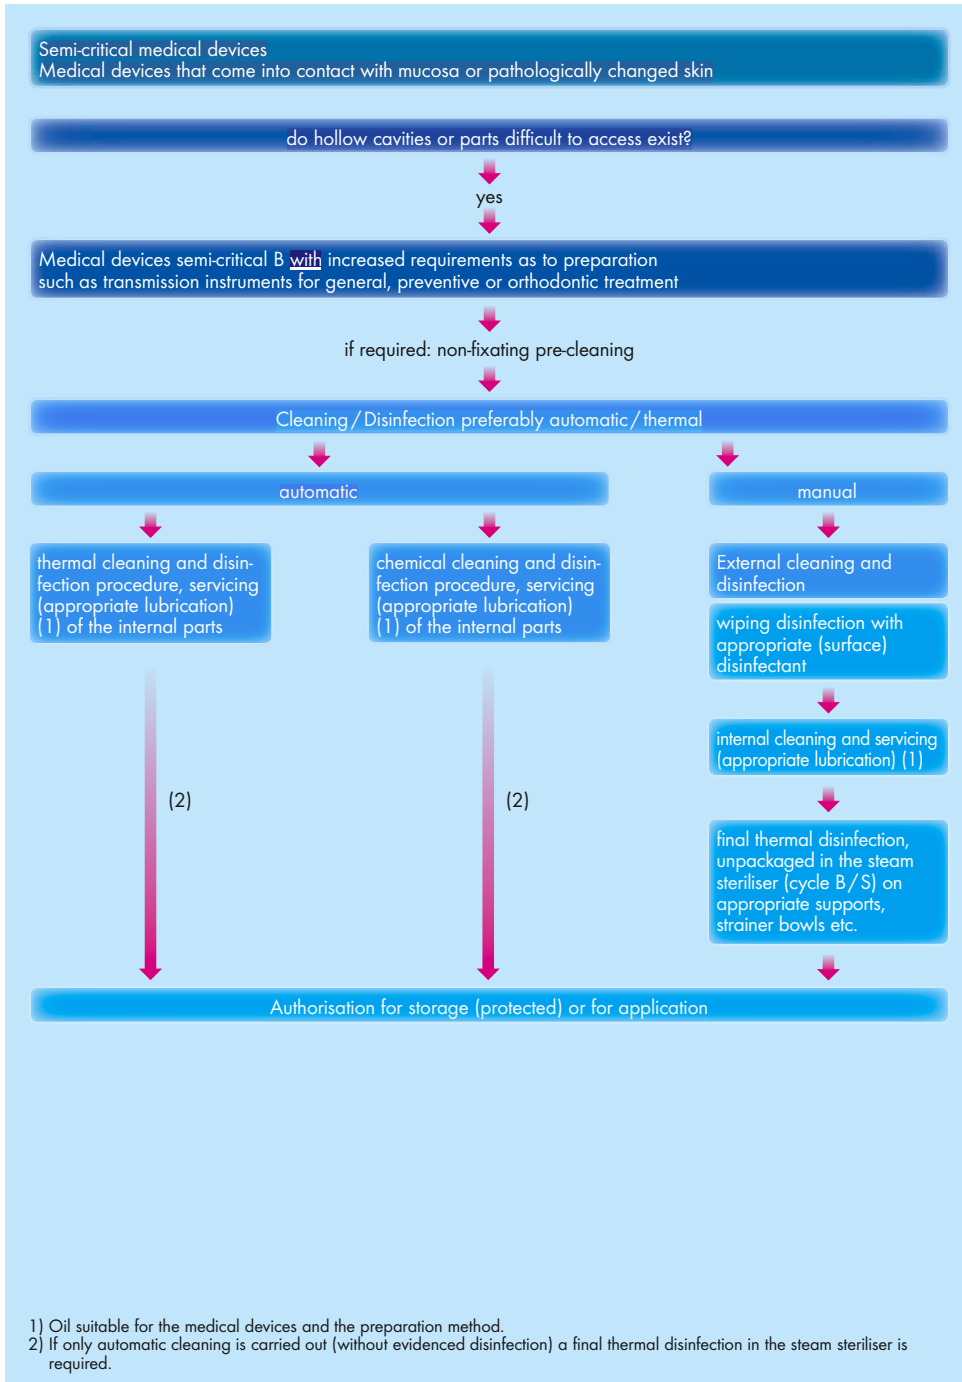 Semi-critical medical devices
Medical devices that come into contact with mucosa or pathologically changed skin
do hollow cavities or parts difficult to access exist?
yes
Medical devices semi-critical B with increased requirements as to preparation
such as transmission instruments for general, preventive or orthodontic treatment
if required: non-fixating pre-cleaning
Cleaning / Disinfection preferably automatic / thermal
automatic
manual
thermal cleaning and disin-
fection procedure, servicing
(appropriate lubrication)
(1) of the internal parts
chemical cleaning and disin-
fection procedure, servicing
(appropriate lubrication)
(1) of the internal parts
External cleaning and
disinfection
wiping disinfection with
appropriate (surface)
disinfectant
internal cleaning and servicing
(appropriate lubrication) (1)
(2)
(2)
final thermal disinfection,
unpackaged in the steam
steriliser (cycle B / S) on
appropriate supports,
strainer bowls etc.
Authorisation for storage (protected) or for application
1) Oil suitable for the medical devices and the preparation method.
2) If only automatic cleaning is carried out (without evidenced disinfection) a final thermal disinfection in the steam steriliser is
required.